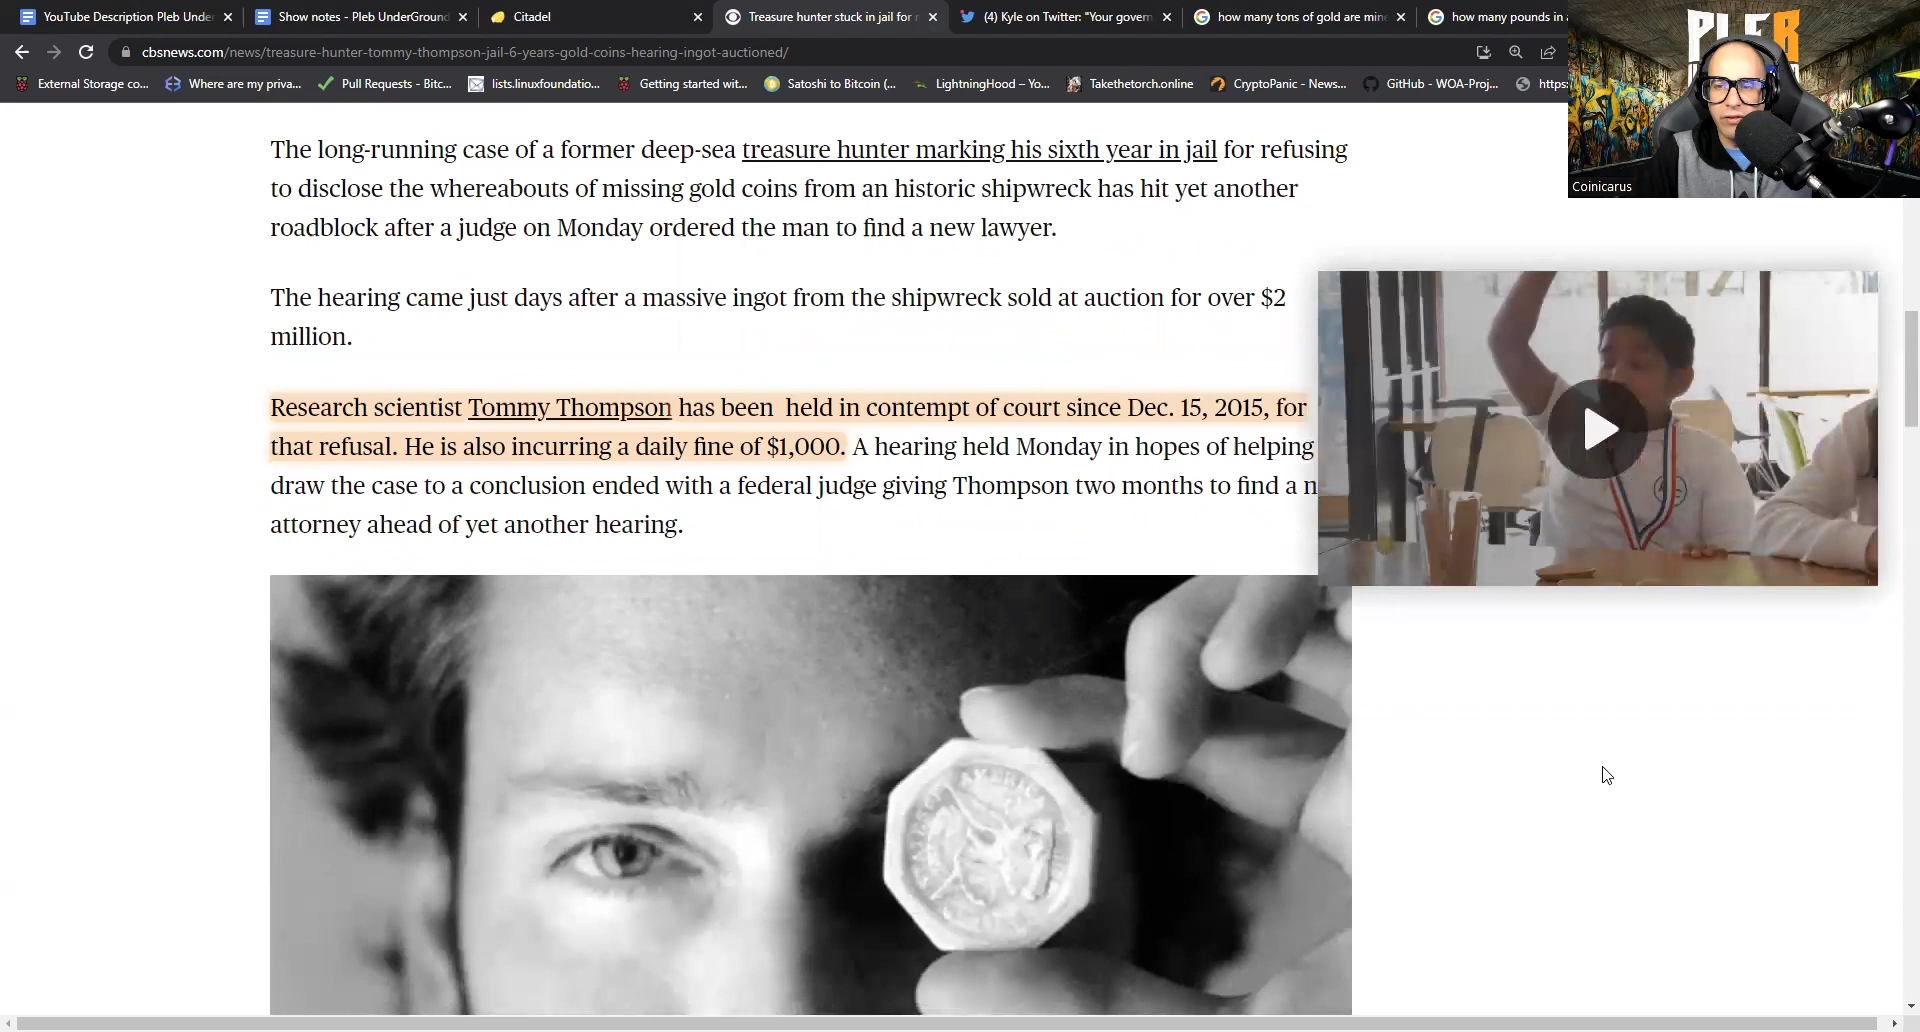 YouTube Description Pleb Under
Show notes - Pleb UnderGround
Citadel
Treasure hunter stuck in jail for
(4) Kyle on Twitter: "Your govern
how many tons of gold are min
how many pounds in
cbsnews.com/news/treasure-hunter-tommy-thompson-jail-6-years-gold-coins-hearing-ingot-auctioned/
External Storage co...
Where are my priva...
Pull Requests - Bitc...
lists.linuxfoundatio...
Getting started wit...
Satoshi to Bitcoin (...
LightningHood – Yo...
Takethetorch.online
CryptoPanic - News...
GitHub - WOA-Proj...
https
PLEB
Coinicarus
The long-running case of a former deep-sea treasure hunter marking his sixth year in jail for refusing
to disclose the whereabouts of missing gold coins from an historic shipwreck has hit yet another
roadblock after a judge on Monday ordered the man to find a new lawyer.
The hearing came just days after a massive ingot from the shipwreck sold at auction for over $2
million.
Research scientist Tommy Thompson has been held in contempt of court since Dec. 15, 2015, for
that refusal. He is also incurring a daily fine of $1,000. A hearing held Monday in hopes of helping
draw the case to a conclusion ended with a federal judge giving Thompson two months to find a n
attorney ahead of yet another hearing.